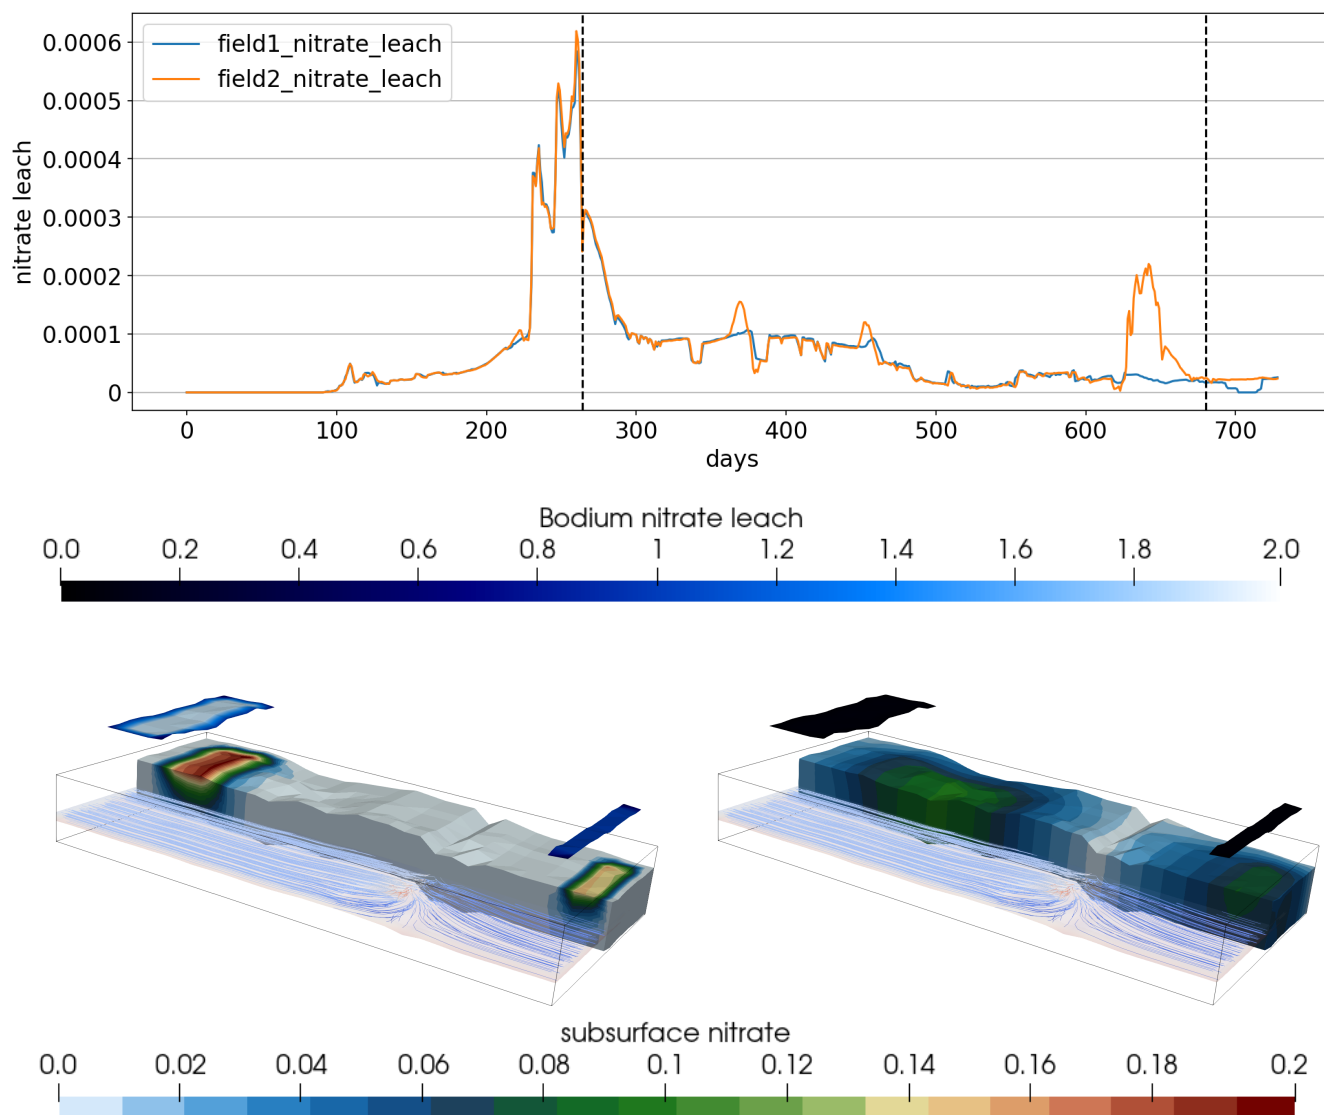 0.0006
0.0005
0.0004
0.0003
0.0002
0.0001
0
nitrate leach
field1_nitrate_leach
field2_nitrate_leach
0 100 200 300 400 500 600 700
days
Bodium nitrate leach
0.0 0.2 0.4 0.6 0.8 1 1.2 1.4 1.6 1.8 2.0
subsurface nitrate
0.0 0.02 0.04 0.06 0.08 0.1 0.12 0.14 0.16 0.18 0.2